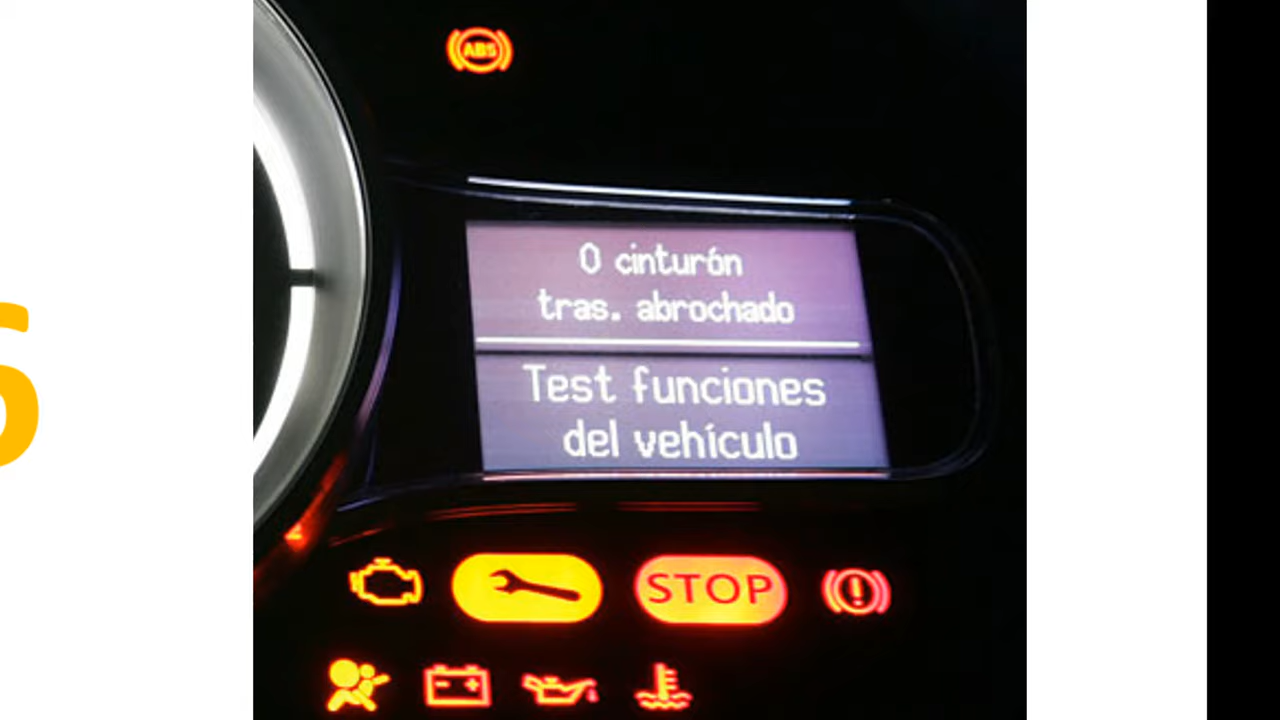 ABS
0 cinturón
tras. abrochado
Test funciones
del vehículo
STOP